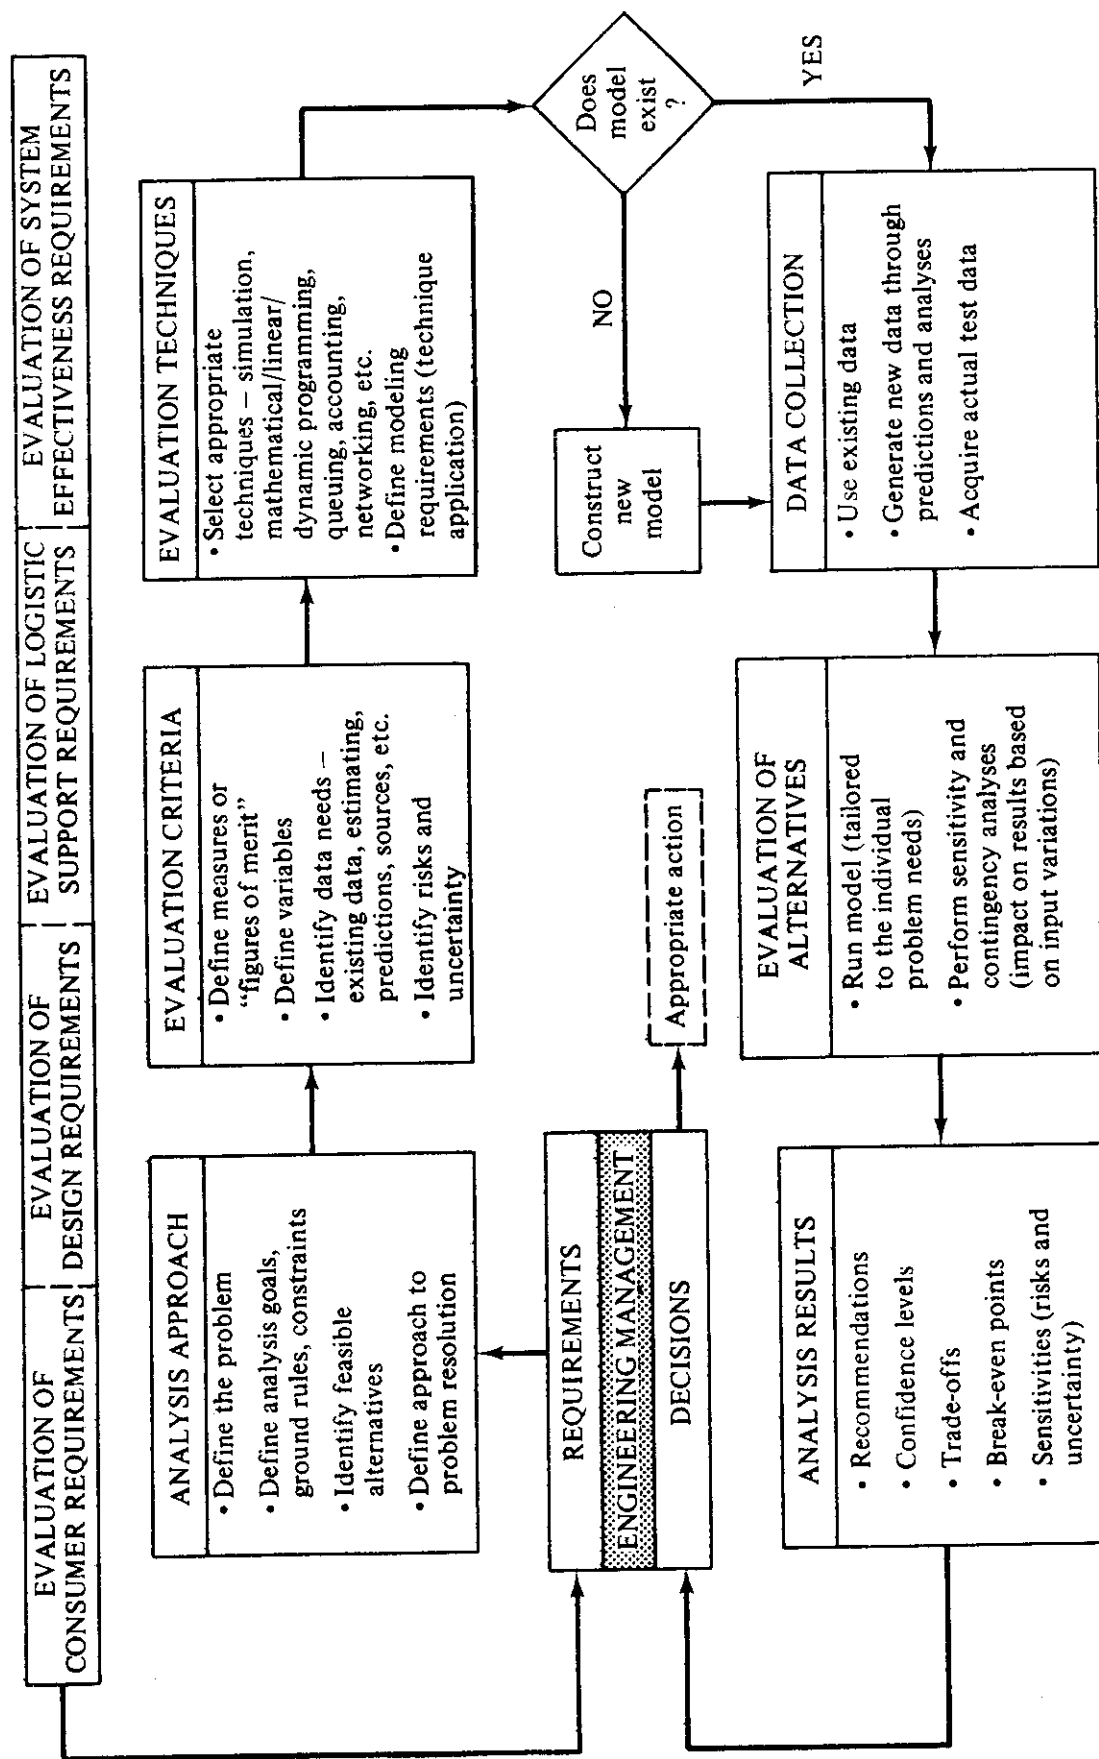 EVALUATION OF
CONSUMER REQUIREMENTS
EVALUATION OF
DESIGN REQUIREMENTS
EVALUATION OF LOGISTIC
SUPPORT REQUIREMENTS
EVALUATION OF SYSTEM
EFFECTIVENESS REQUIREMENTS
ANALYSIS APPROACH
• Define the problem
• Define analysis goals,
ground rules, constraints
• Identify feasible
alternatives
• Define approach to
problem resolution
EVALUATION CRITERIA
• Define measures or
“figures of merit”
• Define variables
• Identify data needs –
existing data, estimating,
predictions, sources, etc.
• Identify risks and
uncertainty
EVALUATION TECHNIQUES
• Select appropriate
techniques – simulation,
mathematical/linear/
dynamic programming,
queuing, accounting,
networking, etc.
• Define modeling
requirements (technique
application)
REQUIREMENTS
ENGINEERING MANAGEMENT
DECISIONS
Appropriate action
Construct
new
model
NO
Does
model
exist
?
YES
ANALYSIS RESULTS
• Recommendations
• Confidence levels
• Trade-offs
• Break-even points
• Sensitivities (risks and
uncertainty)
EVALUATION OF
ALTERNATIVES
• Run model (tailored
to the individual
problem needs)
• Perform sensitivity and
contingency analyses
(impact on results based
on input variations)
DATA COLLECTION
• Use existing data
• Generate new data through
predictions and analyses
• Acquire actual test data